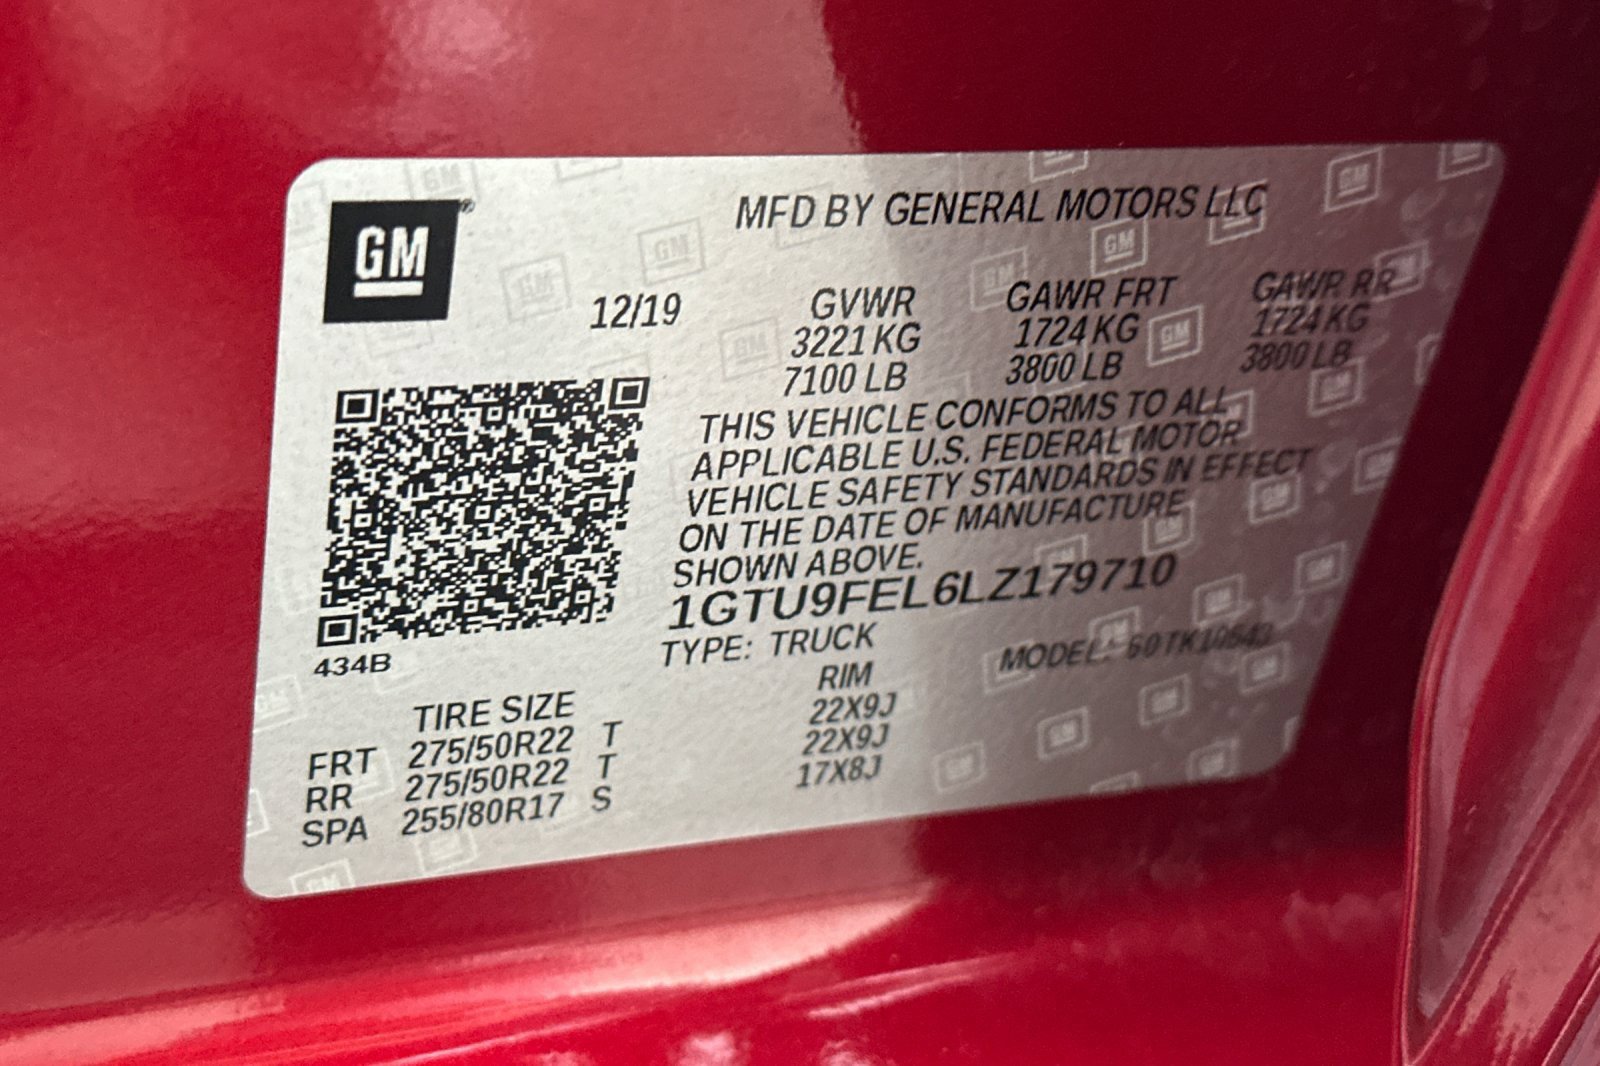 GM
MFD BY GENERAL MOTORS LLC
12/19 GVWR GAWR FRT GAWR RR
3221 KG 1724 KG 1724 KG
7100 LB 3800 LB 3800 LB
THIS VEHICLE CONFORMS TO ALL
APPLICABLE U.S. FEDERAL MOTOR
VEHICLE SAFETY STANDARDS IN EFFECT
ON THE DATE OF MANUFACTURE
SHOWN ABOVE.
1GTU9FEL6LZ179710
434B
TYPE: TRUCK MODEL:
TIRE SIZE RIM
FRT 275/50R22 T 22X9J
RR 275/50R22 T 22X9J
SPA 255/80R17 S 17X8J